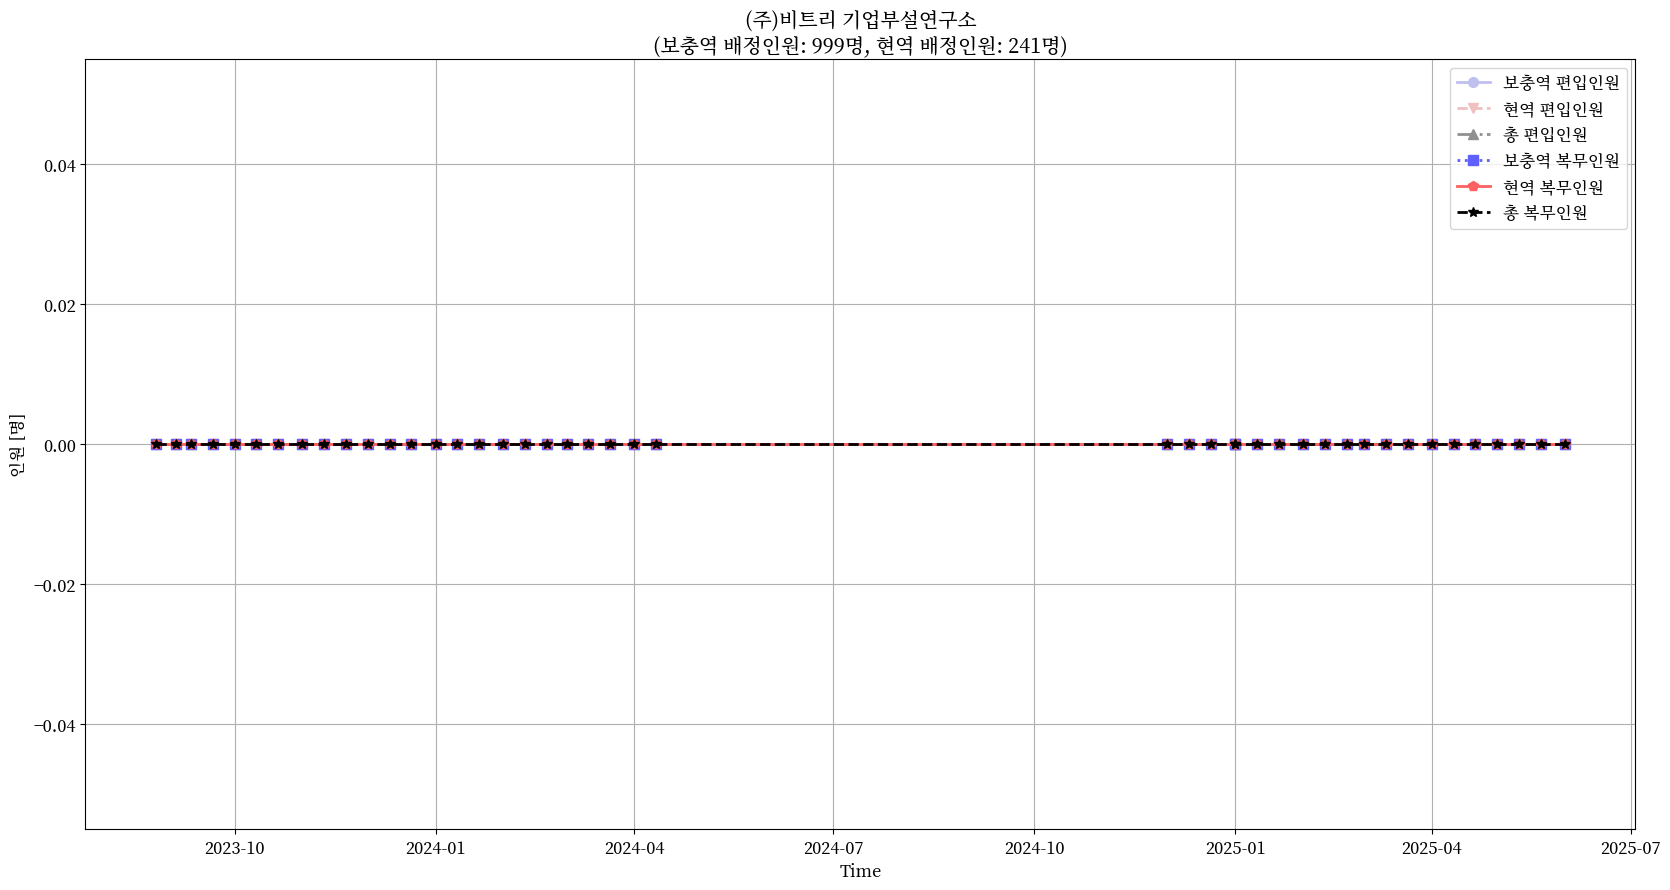 (주)비트리 기업부설연구소
(보충역 배정인원: 999명, 현역 배정인원: 241명)
보충역 편입인원
현역 편입인원
총 편입인원
보충역 복무인원
현역 복무인원
총 복무인원
0.04
0.02
0.00
−0.02
−0.04
인원 [명]
2023-10
2024-01
2024-04
2024-07
2024-10
2025-01
2025-04
2025-07
Time